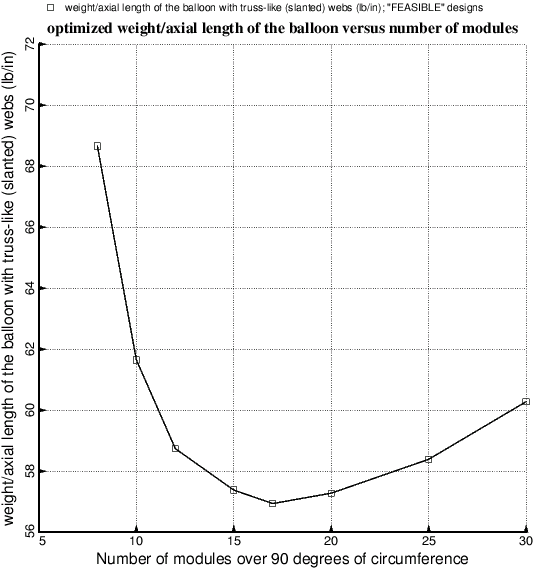 weight/axial length of the balloon with truss-like (slanted) webs (lb/in); "FEASIBLE" designs
optimized weight/axial length of the balloon versus number of modules
weight/axial length of the balloon with truss-like (slanted) webs (lb/in)
72
70
68
66
64
62
60
58
56
5 10 15 20 25 30
Number of modules over 90 degrees of circumference